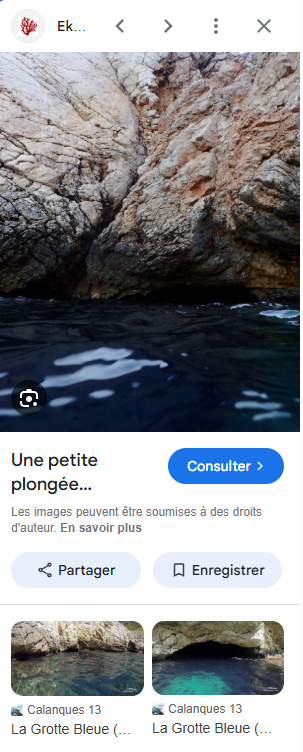 Ek...
Une petite
plongée...
Consulter
Les images peuvent être soumises à des droits
d'auteur. En savoir plus
Partager
Enregistrer
Calanques 13
La Grotte Bleue (...
Calanques 13
La Grotte Bleue (...